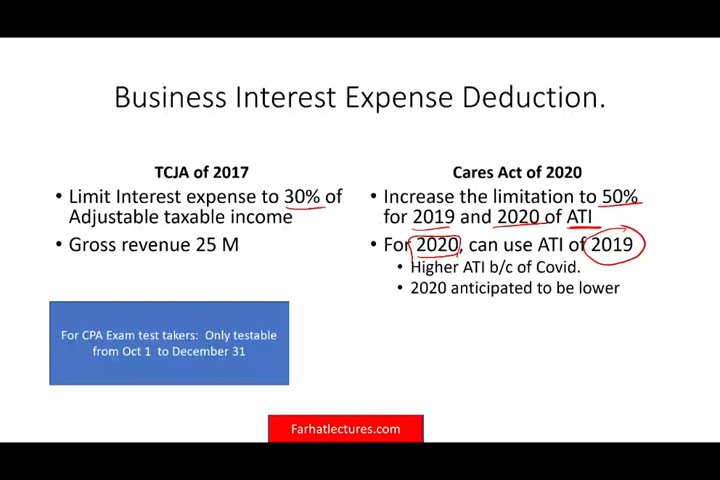 Business Interest Expense Deduction.
TCJA of 2017
• Limit Interest expense to 30% of
Adjustable taxable income
• Gross revenue 25 M
Cares Act of 2020
• Increase the limitation to 50%
for 2019 and 2020 of ATI
• For 2020, can use ATI of 2019
• Higher ATI b/c of Covid.
• 2020 anticipated to be lower
For CPA Exam test takers: Only testable
from Oct 1 to December 31
Farhatlectures.com